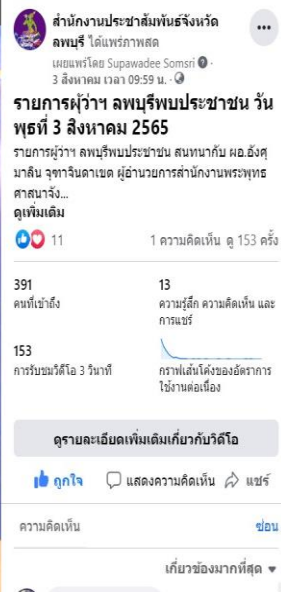 สำนักงานประชาสัมพันธ์จังหวัด
ลพบุรี ได้แพร่ภาพสด
เผยแพร่โดย Supawadee Somsri ·
3 สิงหาคม เวลา 09:59 น. ·
รายการผู้ว่าฯ ลพบุรีพบประชาชน วัน
พุธที่ 3 สิงหาคม 2565
รายการผู้ว่าฯ ลพบุรีพบประชาชน สนทนากับ ผอ.อังศุ
มาลิน จุฑาจินดาเขต ผู้อำนวยการสำนักงานพระพุทธ
ศาสนาจัง...
ดูเพิ่มเติม
11 1 ความคิดเห็น ดู 153 ครั้ง
391 13
คนที่เข้าถึง ความรู้สึก ความคิดเห็น และ
การแชร์
153
การรับชมวิดีโอ 3 วินาที กราฟเส้นโค้งของอัตราการ
ใช้งานต่อเนื่อง
ดูรายละเอียดเพิ่มเติมเกี่ยวกับวิดีโอ
ถูกใจ แสดงความคิดเห็น แชร์
ความคิดเห็น ซ่อน
เกี่ยวข้องมากที่สุด